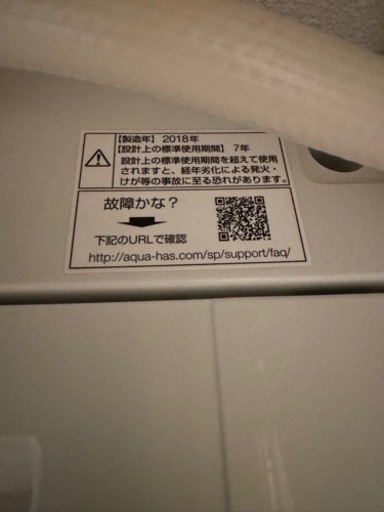 【製造年】2018年
【設計上の標準使用期間】7年
設計上の標準使用期間を超えて使用
されますと、経年劣化による発火・
けが等の事故に至る恐れがあります。
故障かな?
下記のURLで確認
http://aqua-has.com/sp/support/faq/